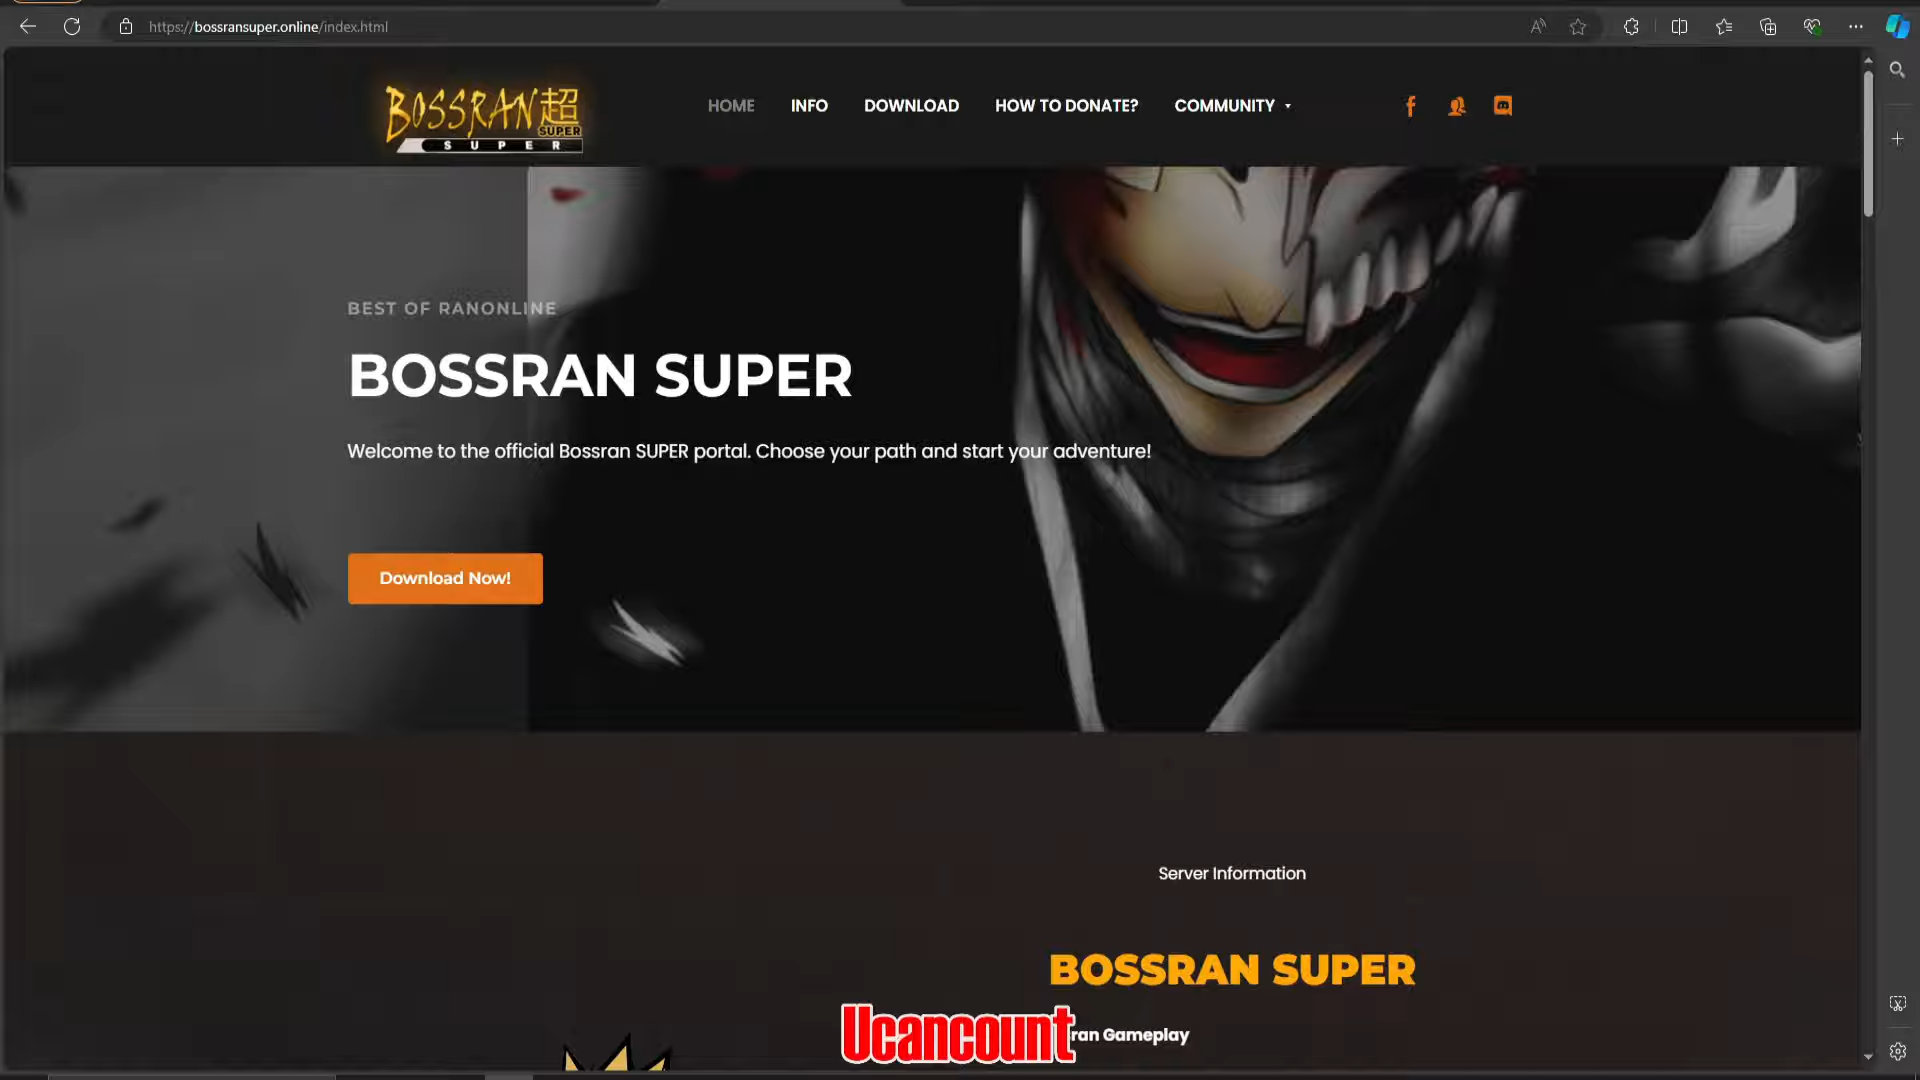 https://bossransuper.online/index.html
BOSSRAN超
SUPER
SUPER
HOME
INFO
DOWNLOAD
HOW TO DONATE?
COMMUNITY
BEST OF RANONLINE
BOSSRAN SUPER
Welcome to the official Bossran SUPER portal. Choose your path and start your adventure!
Download Now!
Server Information
BOSSRAN SUPER
Gameplay
Ucancount